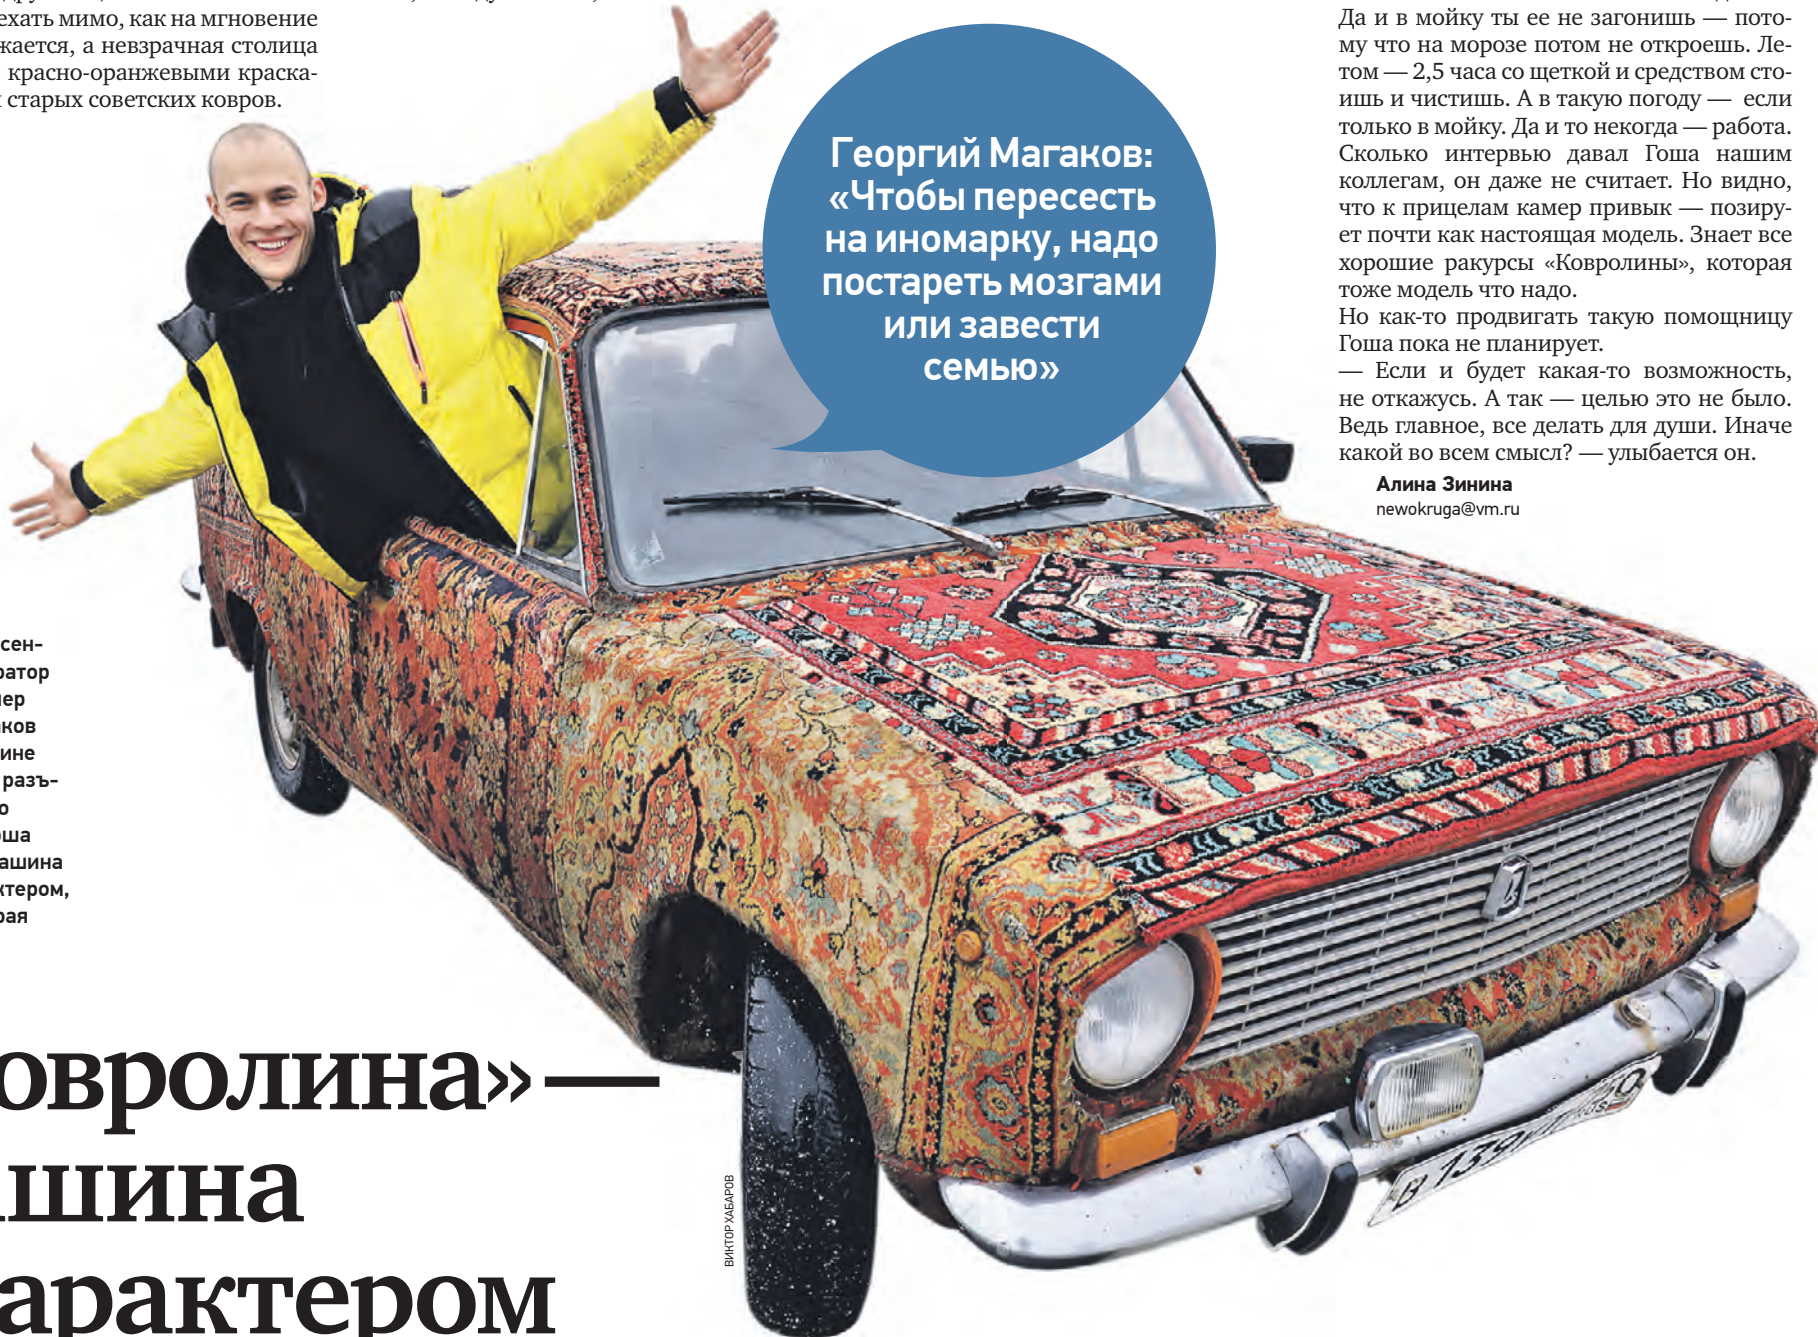 ехать мимо, как на мгновение
жается, а невзрачная столица
красно-оранжевыми краска-
старых советских ковров.
Георгий Магаков:
«Чтобы пересесть
на иномарку, надо
постареть мозгами
или завести
семью»
Да и в мойку ты ее не загонишь — пото-
му что на морозе потом не откроешь. Ле-
том — 2,5 часа со щеткой и средством сто-
ишь и чистишь. А в такую погоду — если
только в мойку. Да и то некогда — работа.
Сколько интервью давал Гоша нашим
коллегам, он даже не считает. Но видно,
что к прицелам камер привык — позиру-
ет почти как настоящая модель. Знает все
хорошие ракурсы «Ковролины», которая
тоже модель что надо.
Но как-то продвигать такую помощницу
Гоша пока не планирует.
— Если и будет какая-то возможность,
не откажусь. А так — целью это не было.
Ведь главное, все делать для души. Иначе
какой во всем смысл? — улыбается он.
Алина Зинина
newokruga@vm.ru
сен-
ратор
ер
аков
ине
разъ-
о
оша
ашина
ктером,
рая
овролина» —
шина
арактером
ВИКТОР ХАБАРОВ